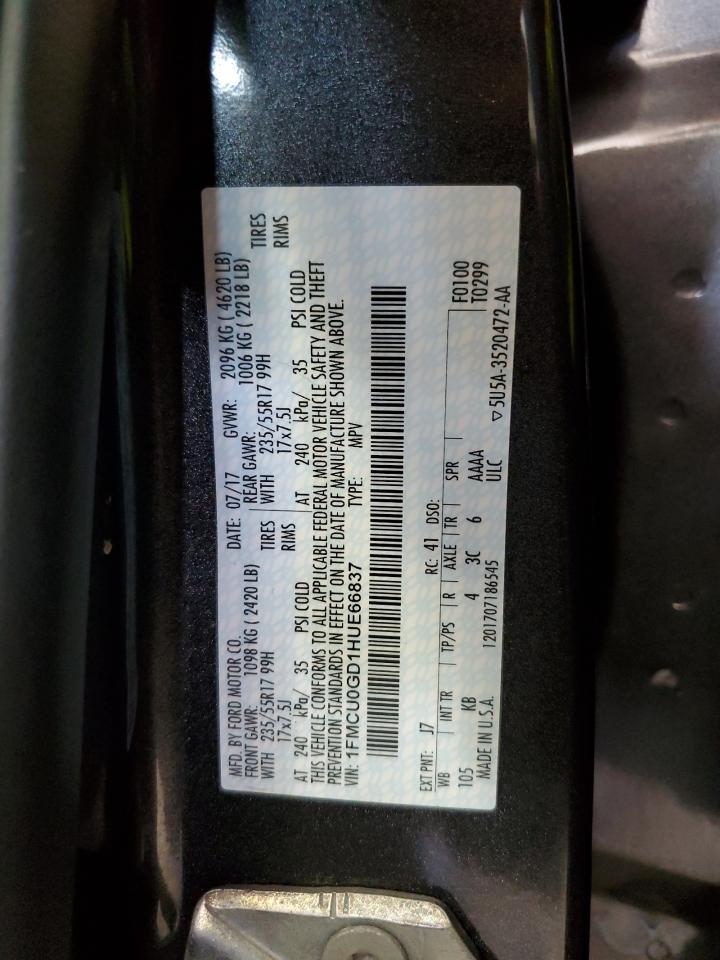 MFD. BY FORD MOTOR CO. DATE: 07/17 GVWR: 2096 KG ( 4620 LB)
FRONT GAWR: 1098 KG ( 2420 LB) REAR GAWR: 1006 KG ( 2218 LB)
WITH 235/55R17 99H TIRES WITH 235/55R17 99H TIRES
17x7.5J RIMS 17x7.5J RIMS
AT 240 kPa/ 35 PSI COLD AT 240 kPa/ 35 PSI COLD
THIS VEHICLE CONFORMS TO ALL APPLICABLE FEDERAL MOTOR VEHICLE SAFETY AND THEFT
PREVENTION STANDARDS IN EFFECT ON THE DATE OF MANUFACTURE SHOWN ABOVE.
VIN: 1FMCU0GD1HUE66837 TYPE: MPV
EXT PNT: J7 RC: 41 DSO:
WB INT TR TP/PS R AXLE TR SPR F0100
105 KB 4 3C 6 AAAA T0299
MADE IN U.S.A. 1201707186545 ULC ▽ 5U5A-3520472-AA